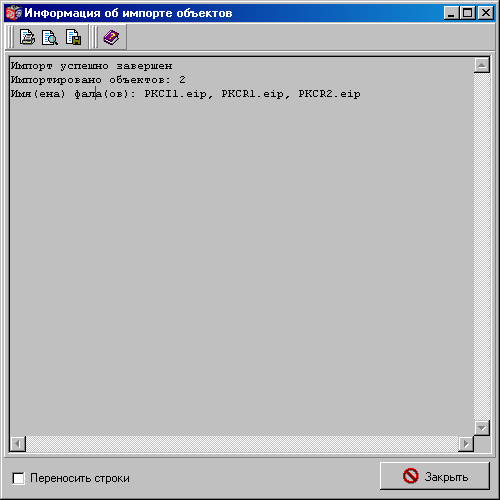 Информация об импорте объектов
Импорт успешно завершен
Импортировано объектов: 2
Имя(ена) фала(ов): PKCI1.eip, PKCR1.eip, PKCR2.eip
Переносить строки
Закрыть